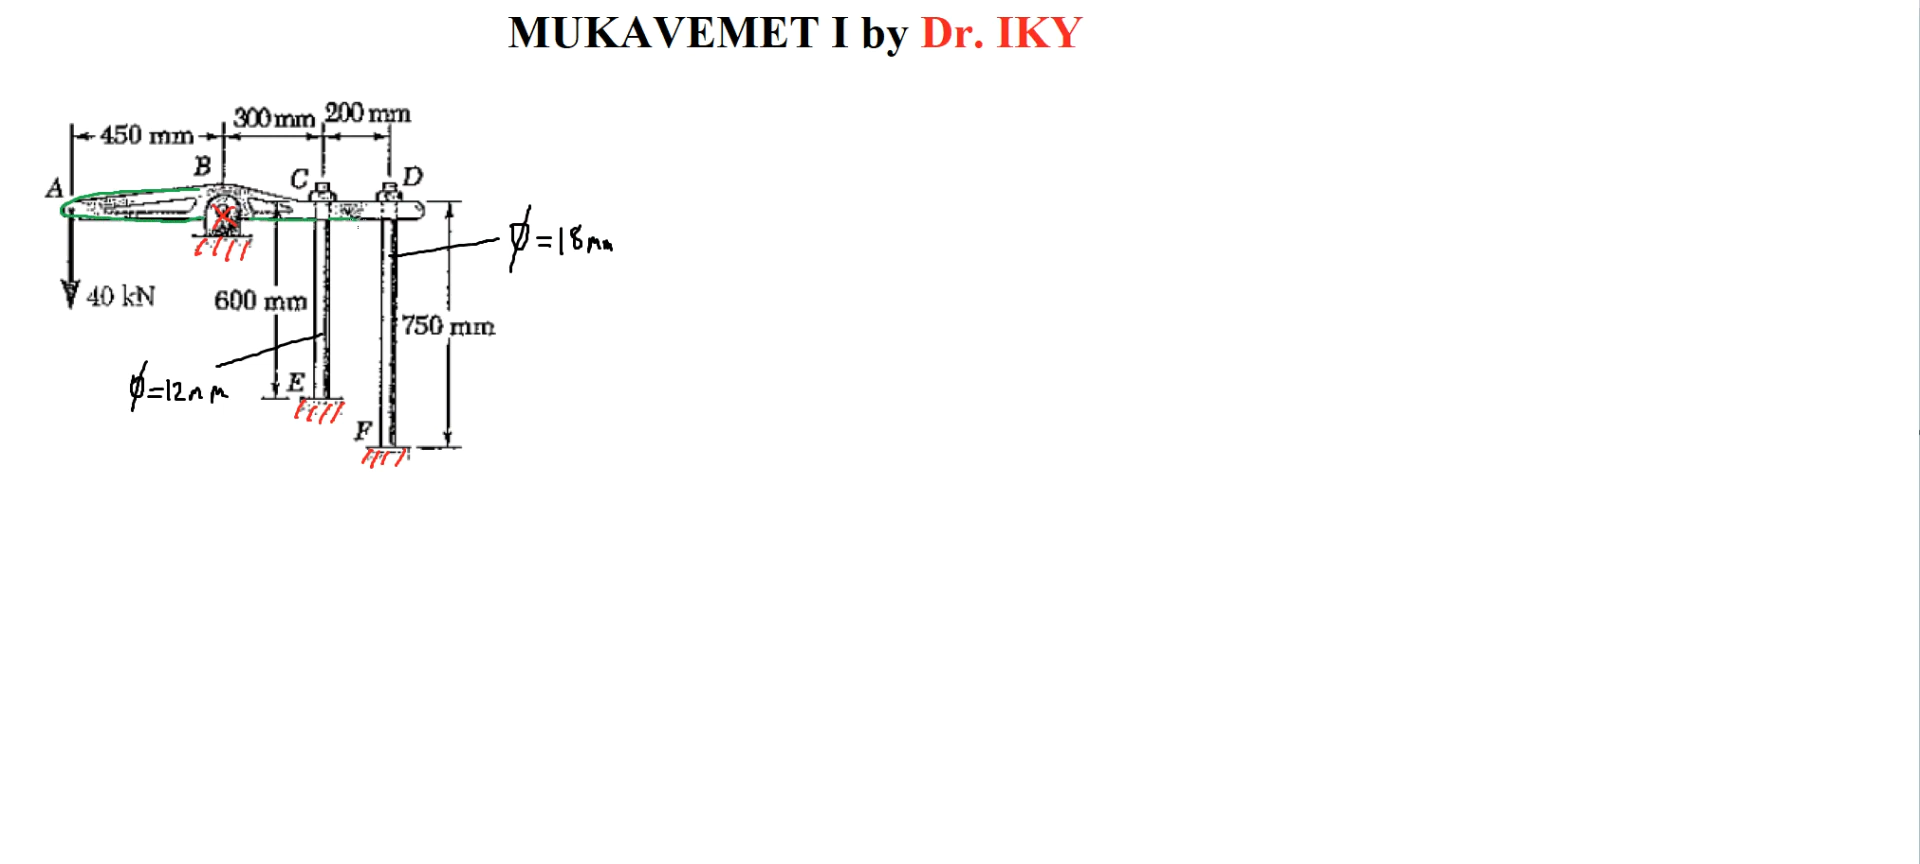 MUKAVEMET I by Dr. IKY
450 mm
300 mm
200 mm
A
B
C
D
40 kN
600 mm
750 mm
ϕ=18mm
ϕ=12mm
E
F